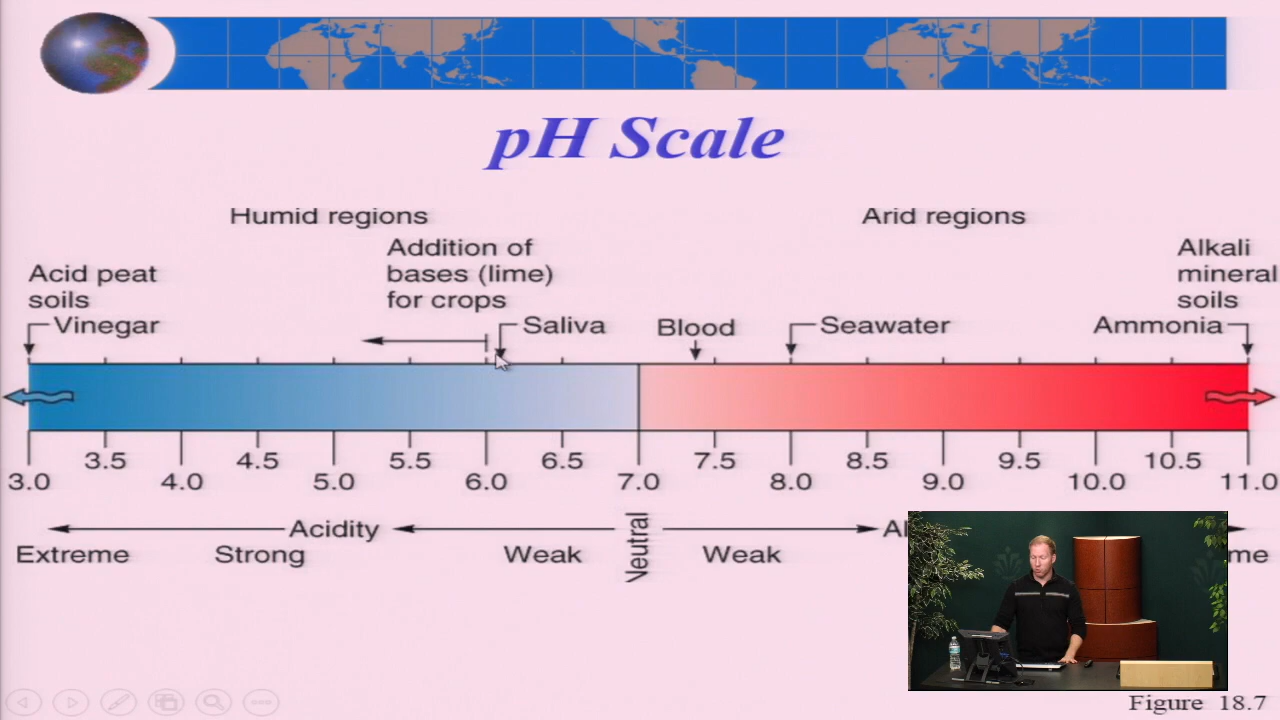 pH Scale
Humid regions
Arid regions
Addition of
bases (lime)
for crops
Acid peat
soils
Vinegar
Saliva
Blood
Seawater
Alkali
mineral
soils
Ammonia
3.5 4.5 5.5 6.5 7.5 8.5 9.5 10.5
3.0 4.0 5.0 6.0 7.0 8.0 9.0 10.0 11.0
Acidity
Neutral
Al
Extreme Strong Weak Weak me
Figure 18.7